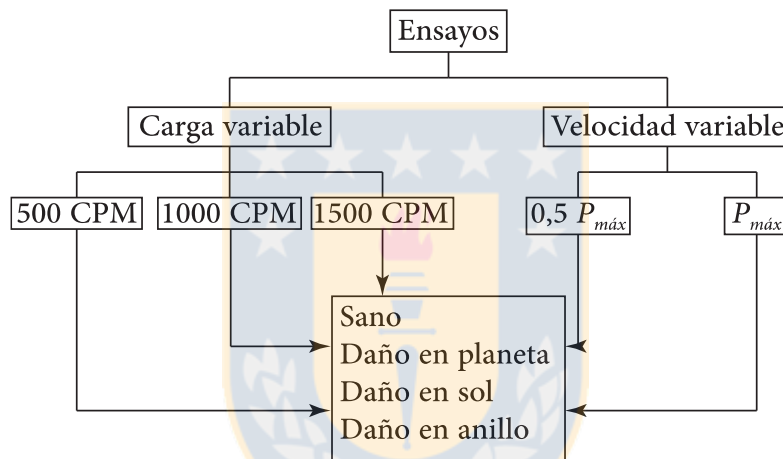 Ensayos
Carga variable
Velocidad variable
500 CPM
1000 CPM
1500 CPM
0,5 Pmáx
Pmáx
Sano
Daño en planeta
Daño en sol
Daño en anillo